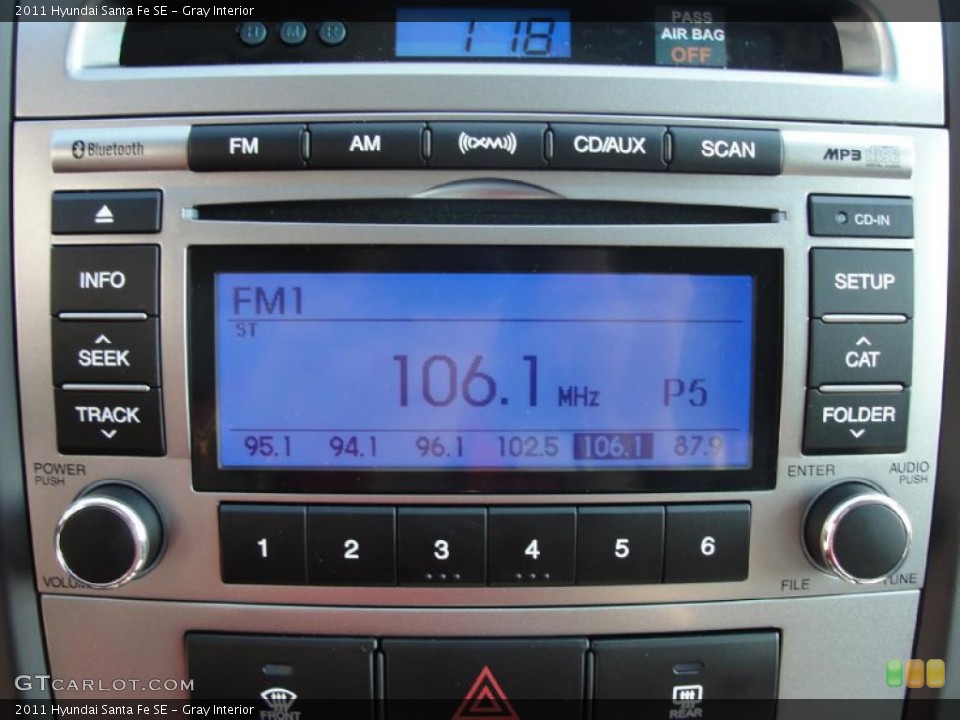 2011 Hyundai Santa Fe SE - Gray Interior
H M R
1 18
PASS
AIR BAG
OFF
Bluetooth
FM AM ((XM)) CD/AUX SCAN
MP3
CD-IN
INFO
SETUP
FM1
ST
SEEK
CAT
106.1 MHz P5
TRACK
FOLDER
95.1 94.1 96.1 102.5 106.1 87.9
POWER
PUSH
ENTER
AUDIO
PUSH
1 2 3 4 5 6
VOLUME
FILE
TUNE
FRONT
REAR
GTCARLOT.COM
2011 Hyundai Santa Fe SE - Gray Interior